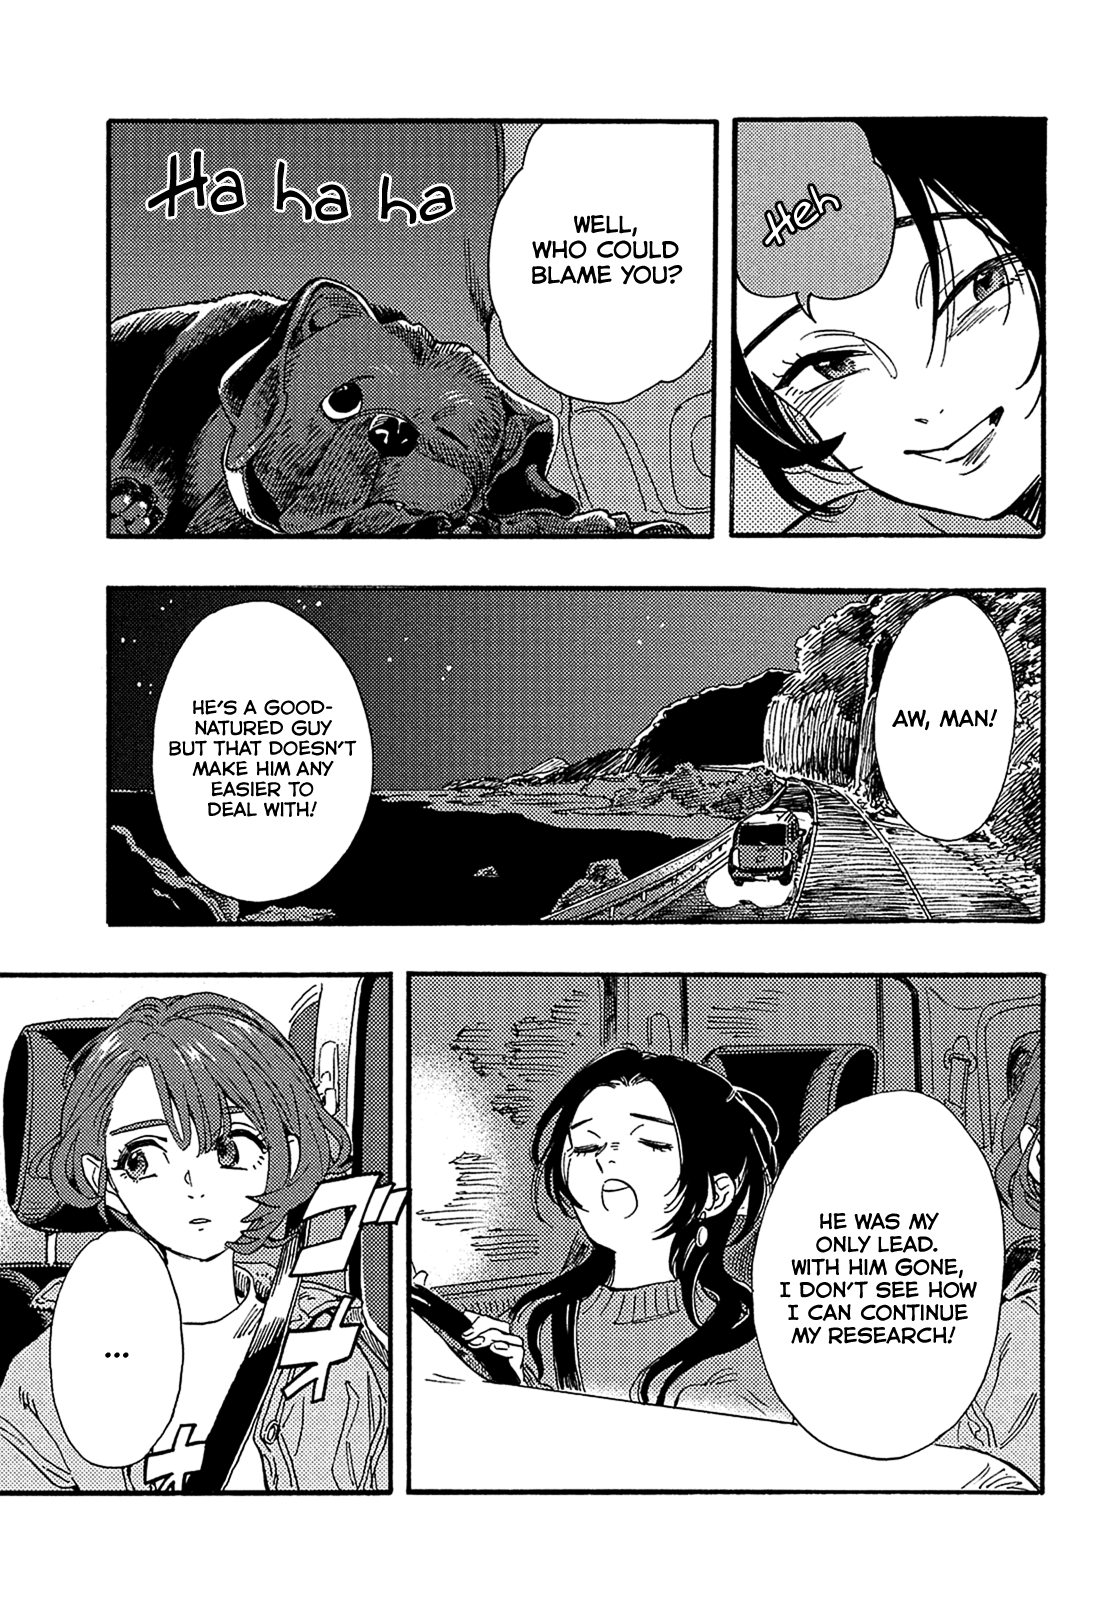 Heh
WELL,
WHO COULD
BLAME YOU?
Ha ha ha
AW, MAN!
HE'S A GOOD-
NATURED GUY
BUT THAT DOESN'T
MAKE HIM ANY
EASIER TO
DEAL WITH!
HE WAS MY
ONLY LEAD.
WITH HIM GONE,
I DON'T SEE HOW
I CAN CONTINUE
MY RESEARCH!
...